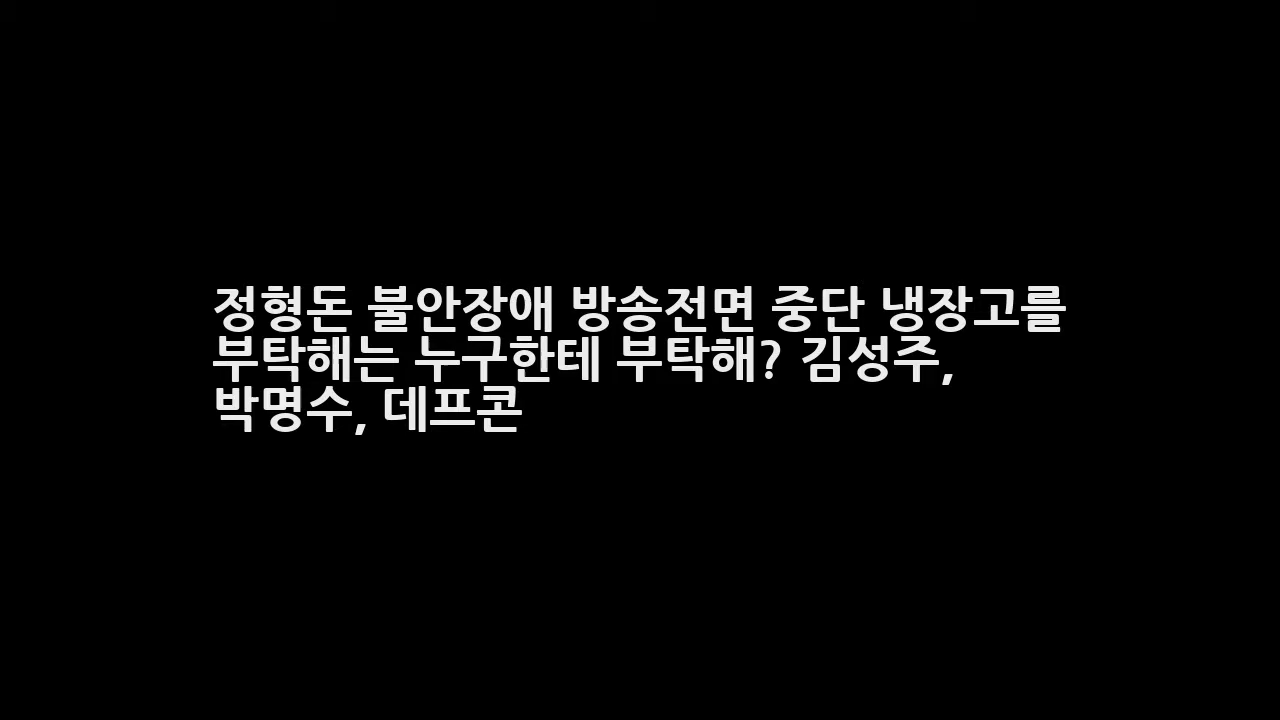 정형돈 불안장애 방송전면 중단 냉장고를
부탁해는 누구한테 부탁해? 김성주,
박명수, 데프콘